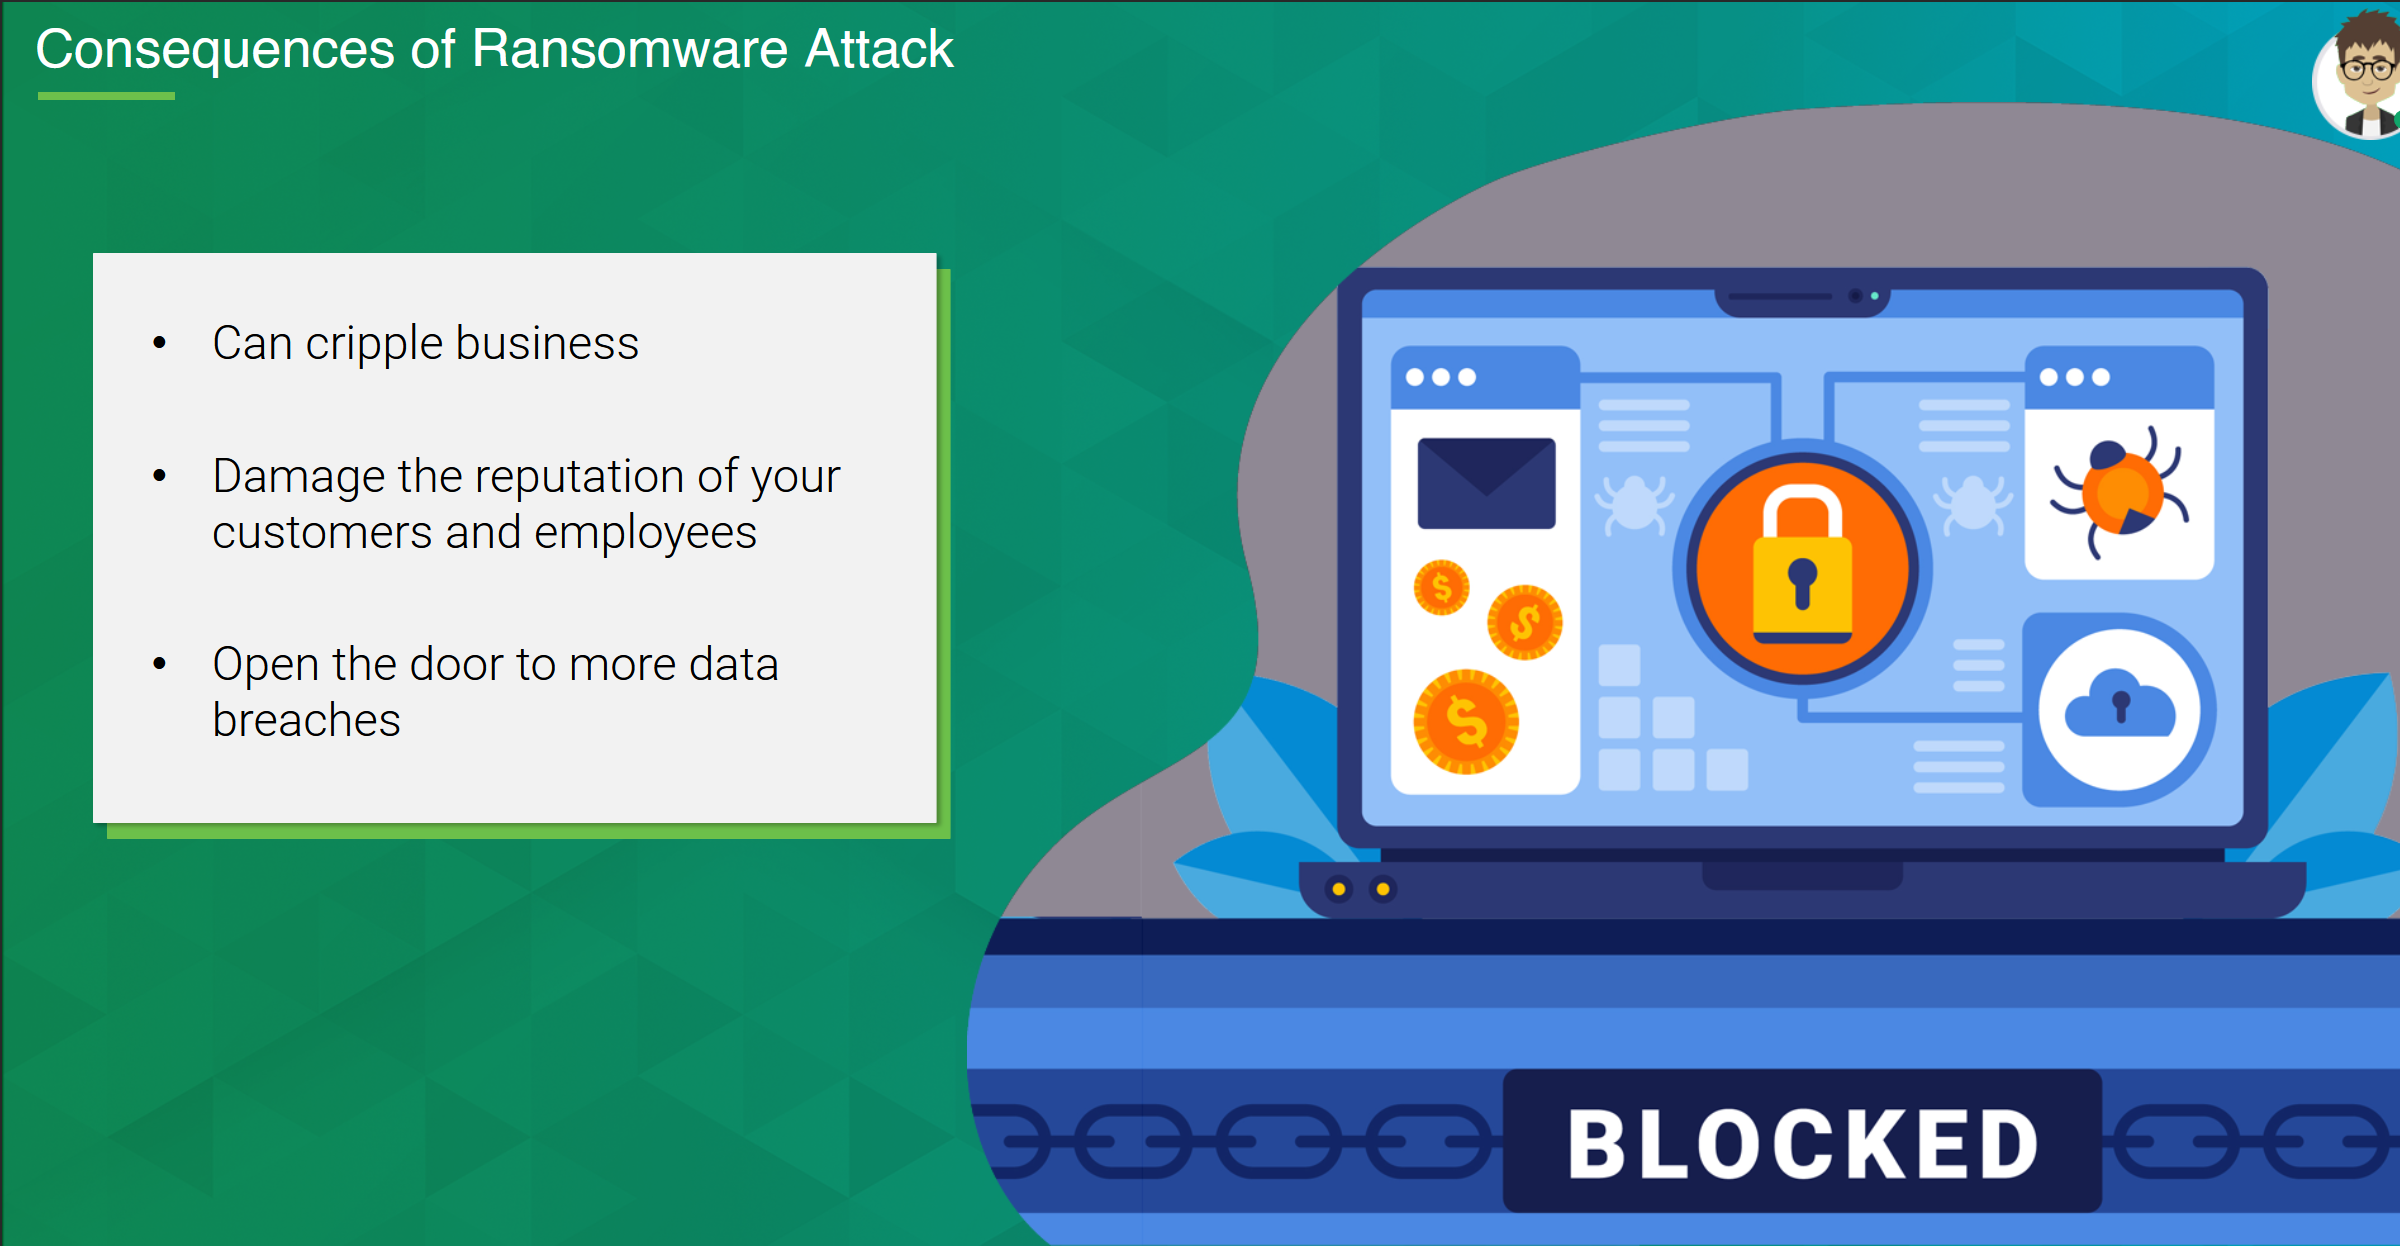 Consequences of Ransomware Attack
• Can cripple business
• Damage the reputation of your
customers and employees
• Open the door to more data
breaches
$
$
$
BLOCKED